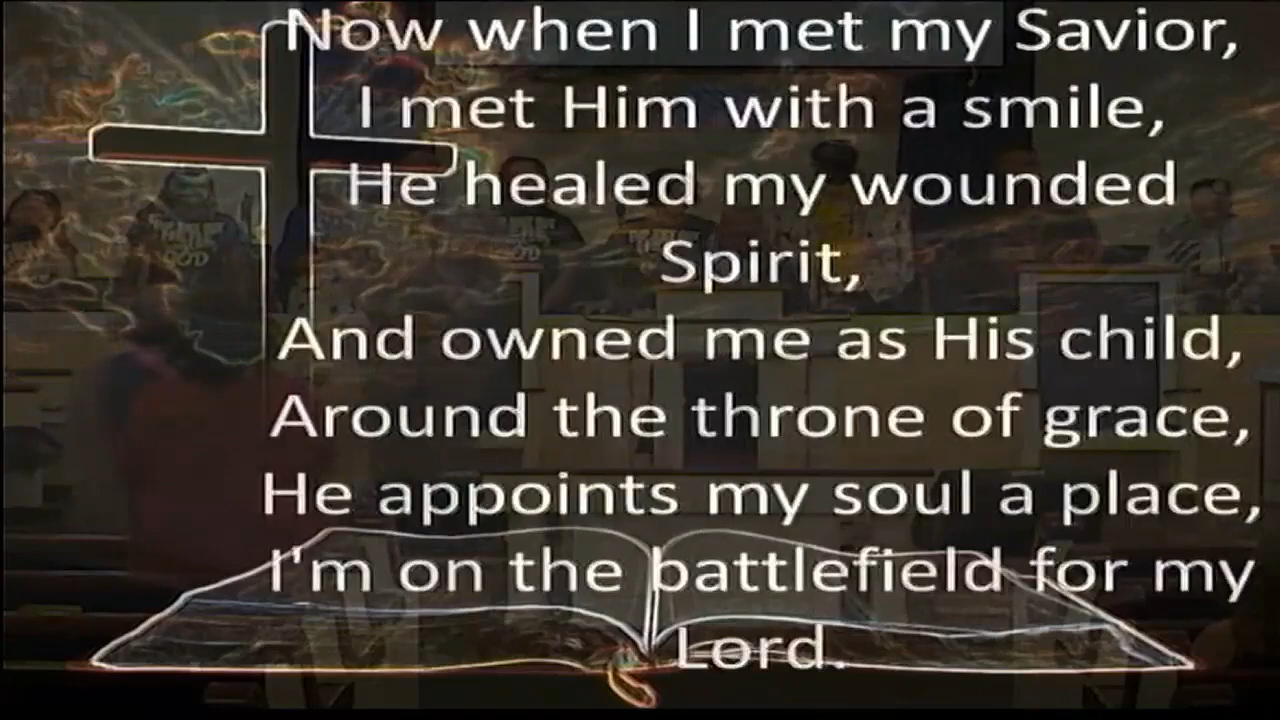 Now when I met my Savior,
I met Him with a smile,
He healed my wounded
Spirit,
And owned me as His child,
Around the throne of grace,
He appoints my soul a place,
I'm on the battlefield for my
Lord.
GOD